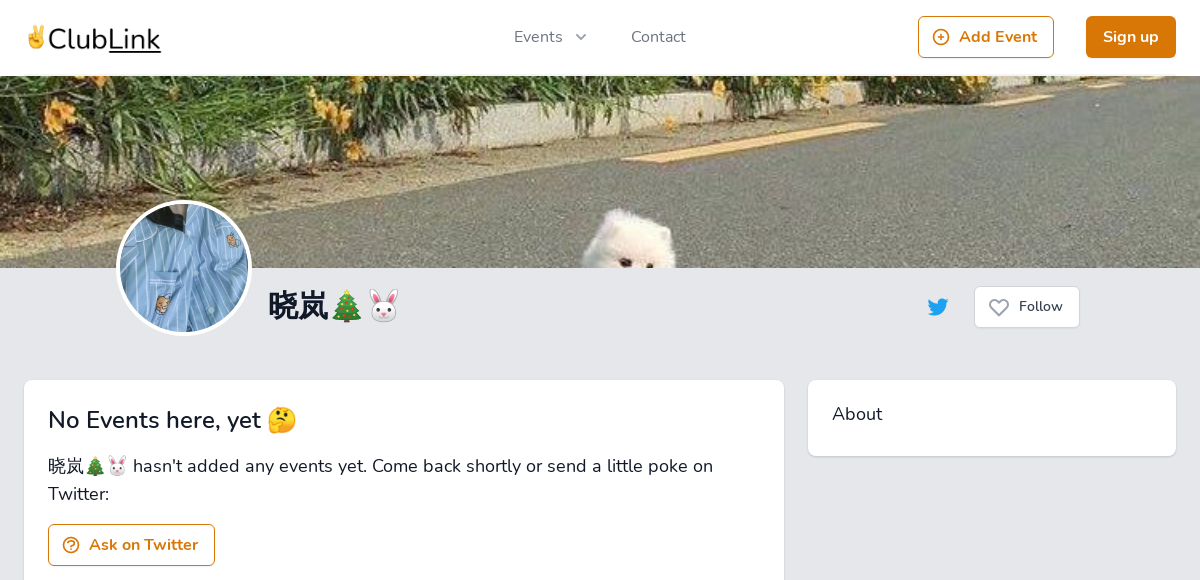 ✌️ClubLink
Events
Contact
Add Event
Sign up
晓岚🎄🐰
Follow
No Events here, yet 🤔
晓岚🎄🐰 hasn't added any events yet. Come back shortly or send a little poke on
Twitter:
Ask on Twitter
About